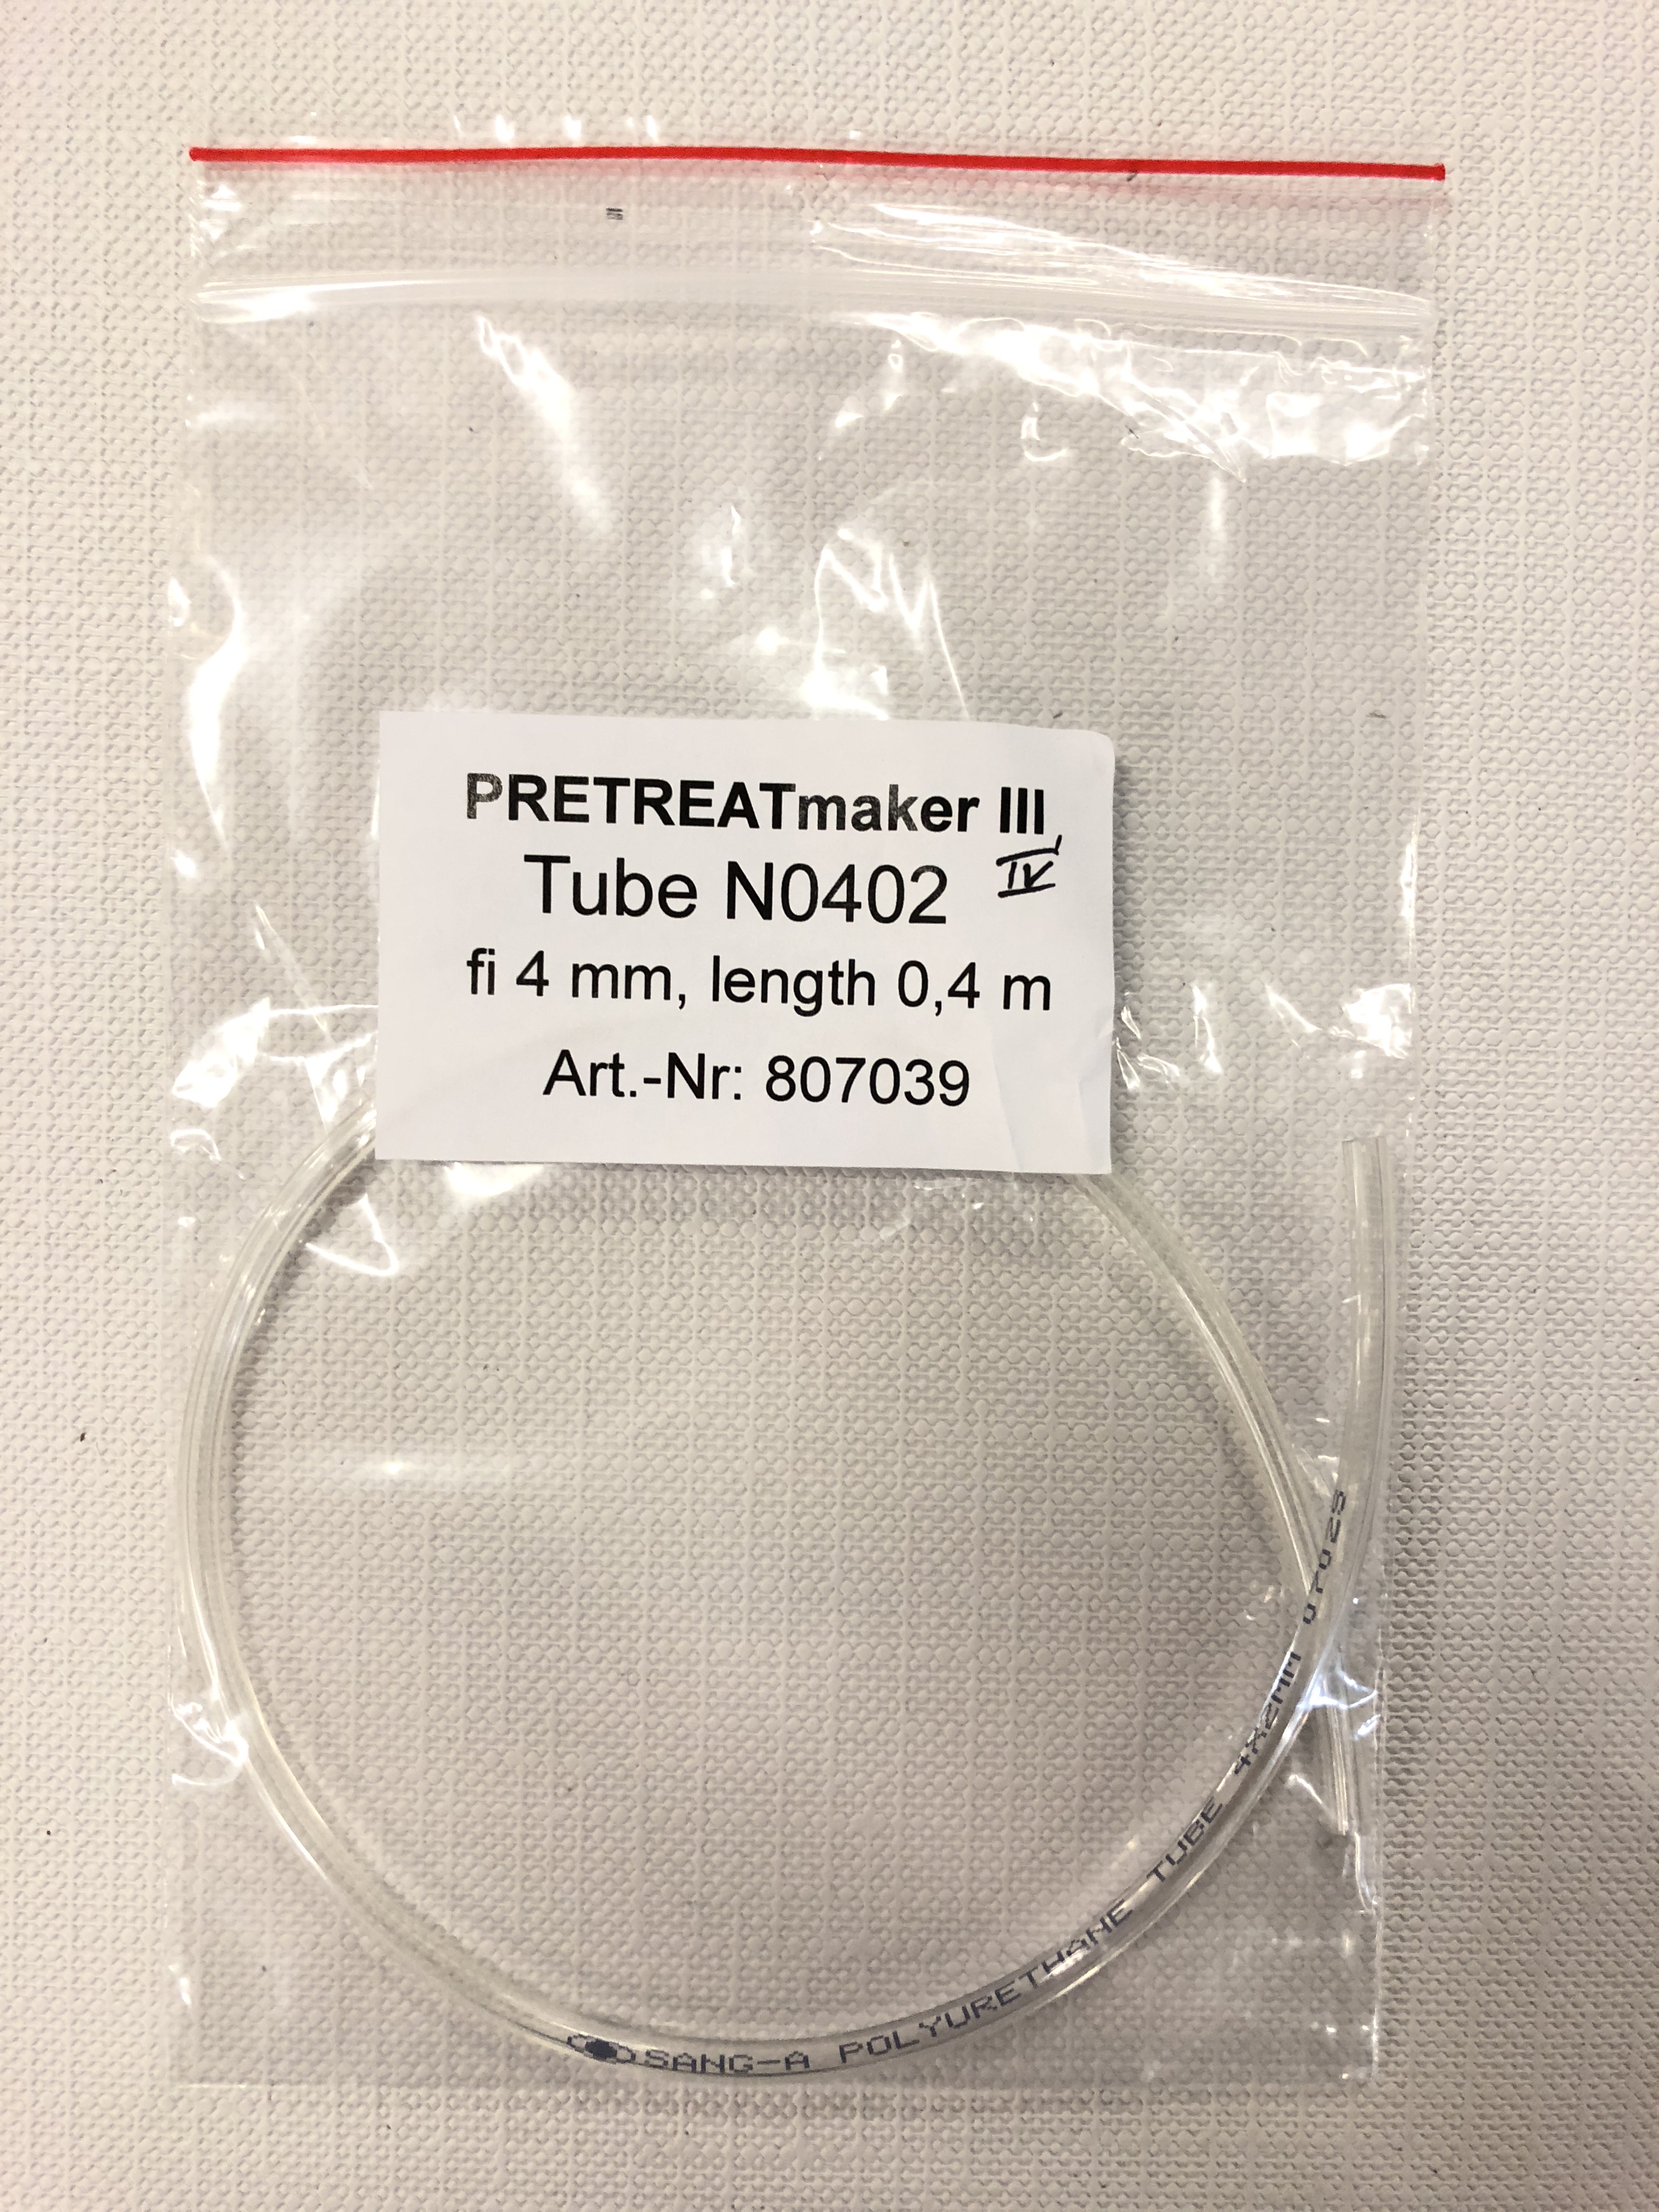 PRETREATmaker III,
IV
Tube N0402
fi 4 mm, length 0,4 m
Art.-Nr: 807039
SANG-A POLYURETHANE TUBE 4X2MM